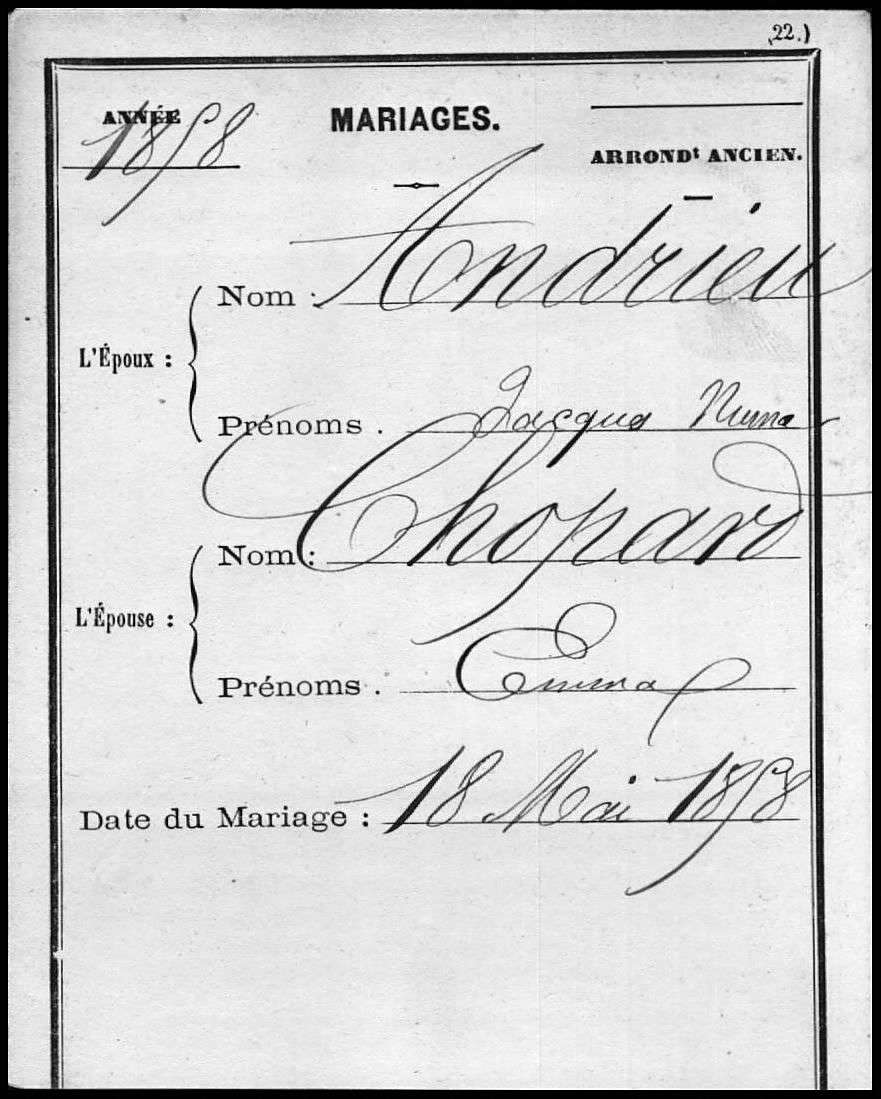 (22.)
ANNÉE
MARIAGES.
1858
ARRONDᵗ ANCIEN.
Nom : Andrieu
L'Époux :
Prénoms . Jacques Numa
Nom : Chopard
L'Épouse :
Prénoms . Emma
Date du Mariage : 18 Mai 1858